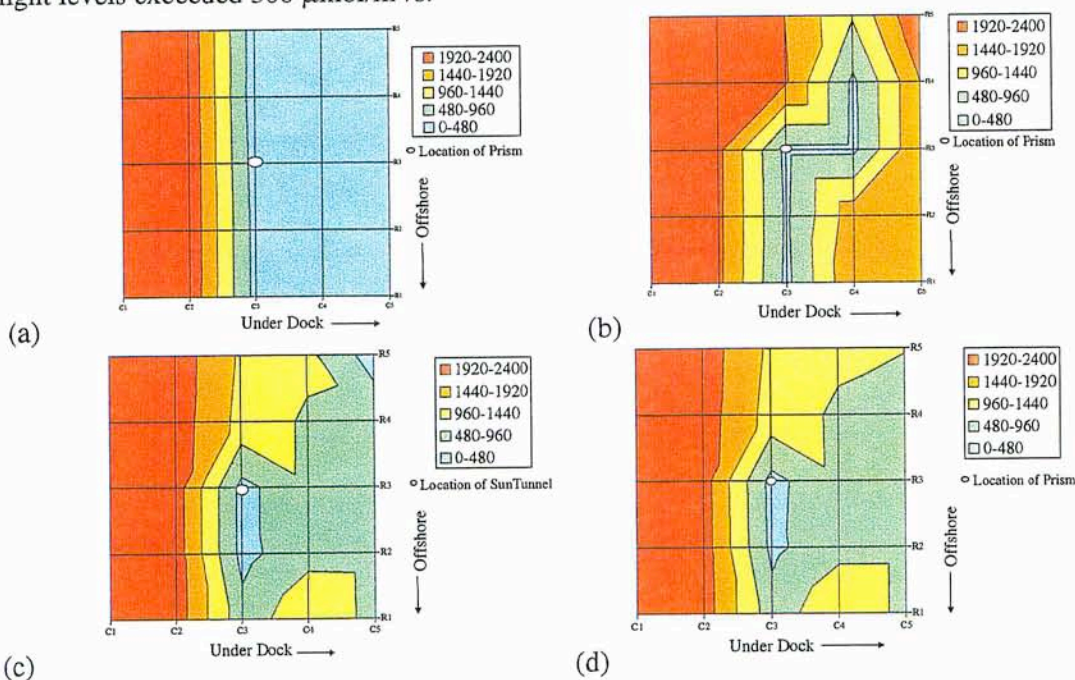 light levels exceeded 500 µmol/m²/s.
1920-2400
1440-1920
960-1440
480-960
0-480
Location of Prism
R5
R4
R3
R2
R1
Offshore
C1
C2
C3
C4
C5
Under Dock
(a)
1920-2400
1440-1920
960-1440
480-960
0-480
Location of Prism
R5
R4
R3
R2
R1
Offshore
C1
C2
C3
C4
C5
Under Dock
(b)
1920-2400
1440-1920
960-1440
480-960
0-480
Location of SunTunnel
R5
R4
R3
R2
R1
Offshore
C1
C2
C3
C4
C5
Under Dock
(c)
1920-2400
1440-1920
960-1440
480-960
0-480
Location of Prism
R5
R4
R3
R2
R1
Offshore
C1
C2
C3
C4
C5
Under Dock
(d)